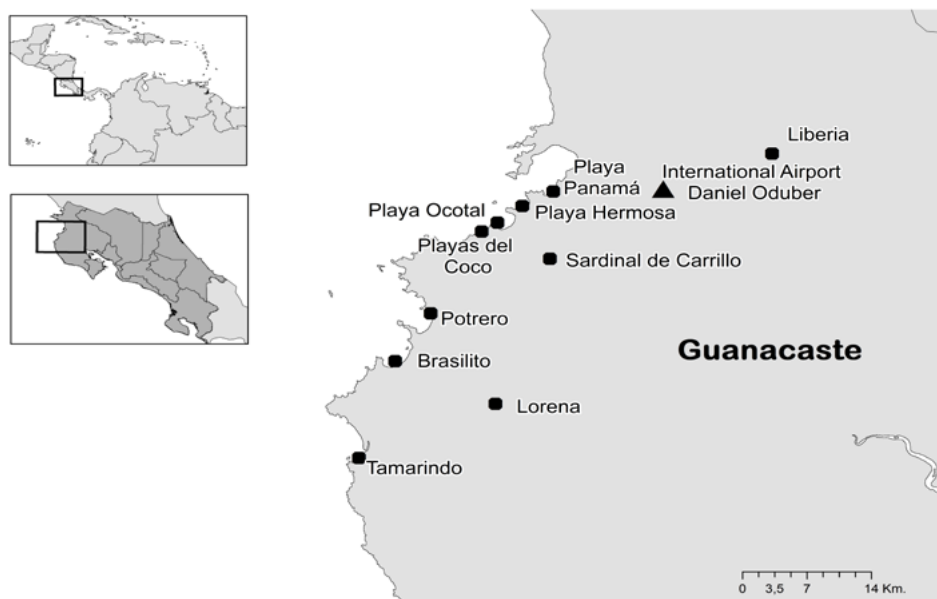 Liberia
International Airport
Daniel Oduber
Playa
Panamá
Playa Hermosa
Playa Ocotal
Playas del
Coco
Sardinal de Carrillo
Potrero
Guanacaste
Brasilito
Lorena
Tamarindo
0 3,5 7 14 Km.